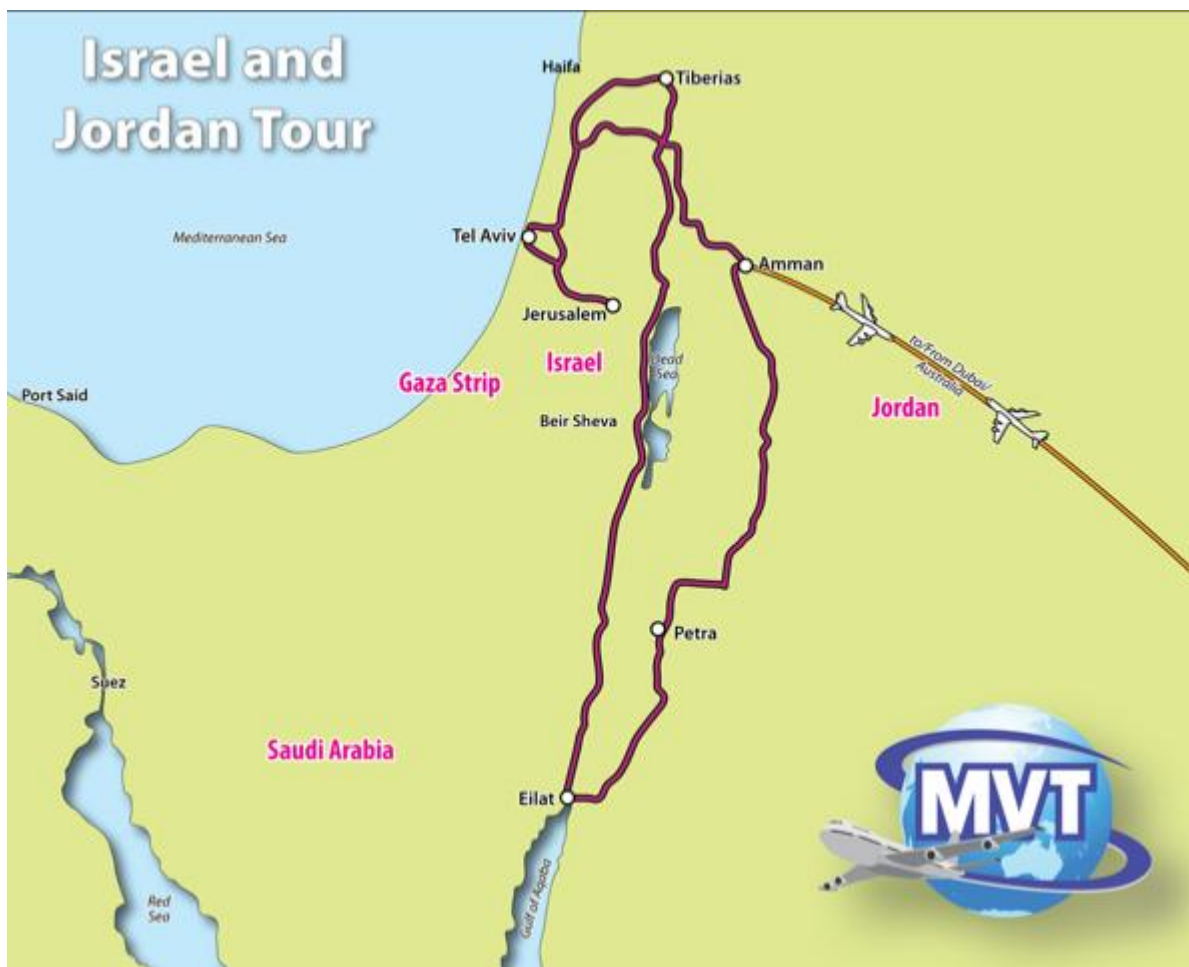 Israel and
Jordan Tour
Haifa
Tiberias
Mediterranean Sea
Tel Aviv
Amman
Jerusalem
to/From Dubai/
Australia
Israel
Dead
Sea
Gaza Strip
Port Said
Jordan
Beir Sheva
Petra
Suez
Saudi Arabia
Eilat
MVT
Red
Sea
Gulf of Aqaba